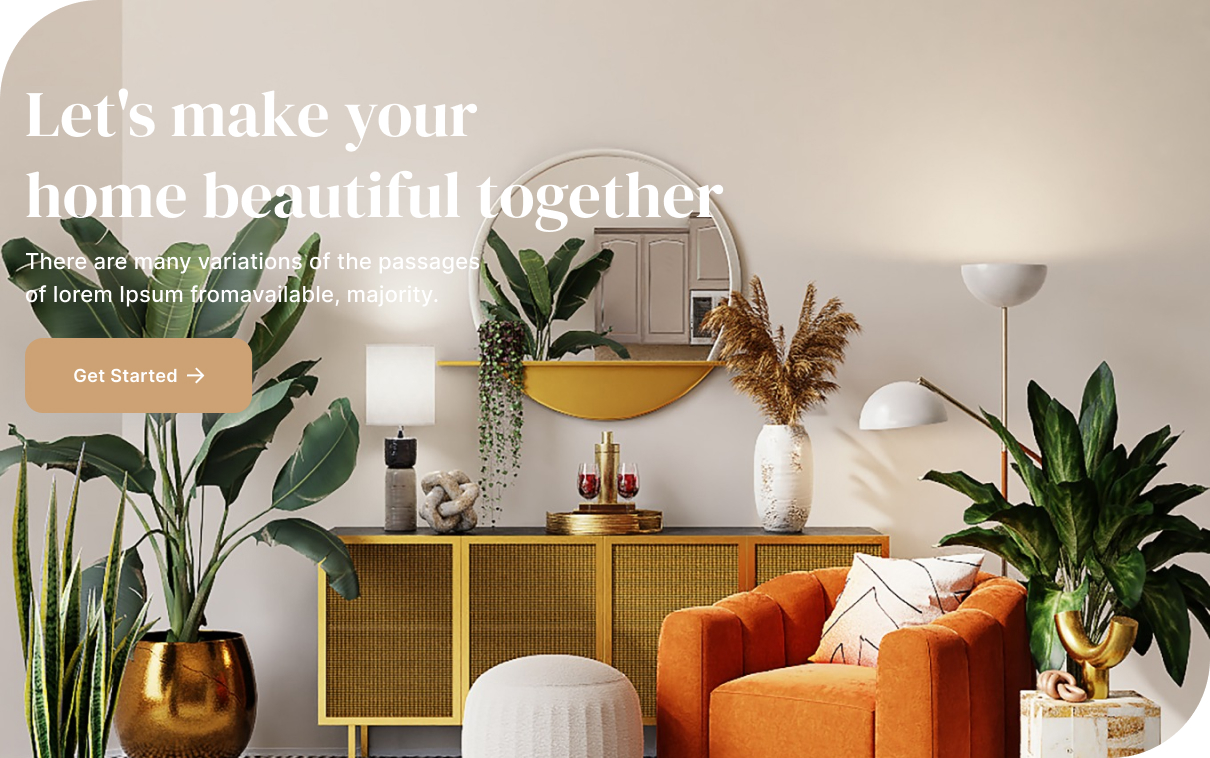 Let's make your
home beautiful together
There are many variations of the passages
of lorem Ipsum fromavailable, majority.
Get Started →